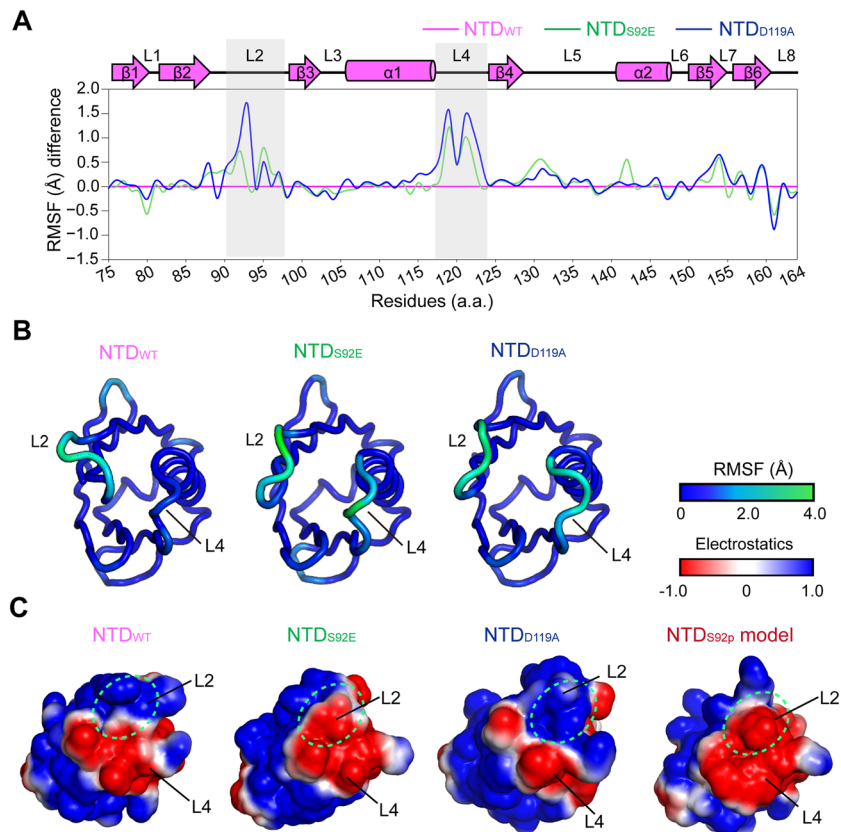 A
NTDWT NTDS92E NTDD119A
L1 L2 L3 L4 L5 L6 L7 L8
β1 β2 β3 α1 β4 α2 β5 β6
RMSF (Å) difference
2.0
1.5
1.0
0.5
0.0
−0.5
−1.0
−1.5
75 80 85 90 95 100 105 110 115 120 125 130 135 140 145 150 155 160 164
Residues (a.a.)
B
NTDWT NTDS92E NTDD119A
L2 L2 L2
L4 L4 L4
RMSF (Å)
0 2.0 4.0
Electrostatics
-1.0 0 1.0
C
NTDWT NTDS92E NTDD119A NTDS92p model
L2 L2 L2 L2
L4 L4 L4 L4